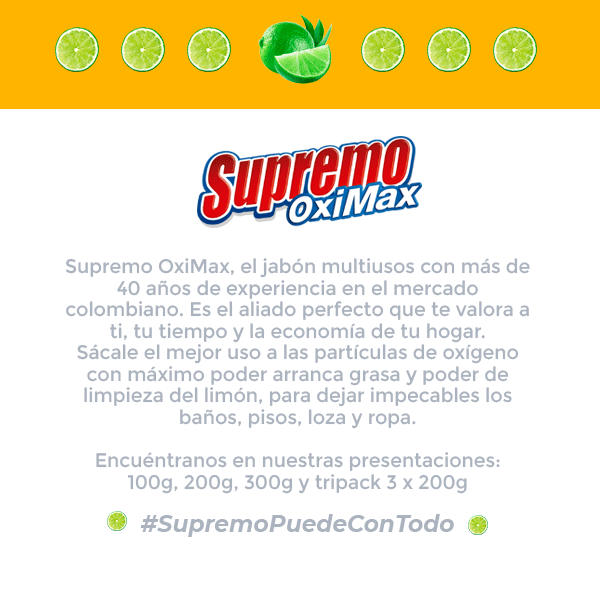 Supremo
OxiMax
Supremo OxiMax, el jabón multiusos con más de
40 años de experiencia en el mercado
colombiano. Es el aliado perfecto que te valora a
ti, tu tiempo y la economía de tu hogar.
Sácale el mejor uso a las partículas de oxígeno
con máximo poder arranca grasa y poder de
limpieza del limón, para dejar impecables los
baños, pisos, loza y ropa.
Encuéntranos en nuestras presentaciones:
100g, 200g, 300g y tripack 3 x 200g
#SupremoPuedeConTodo